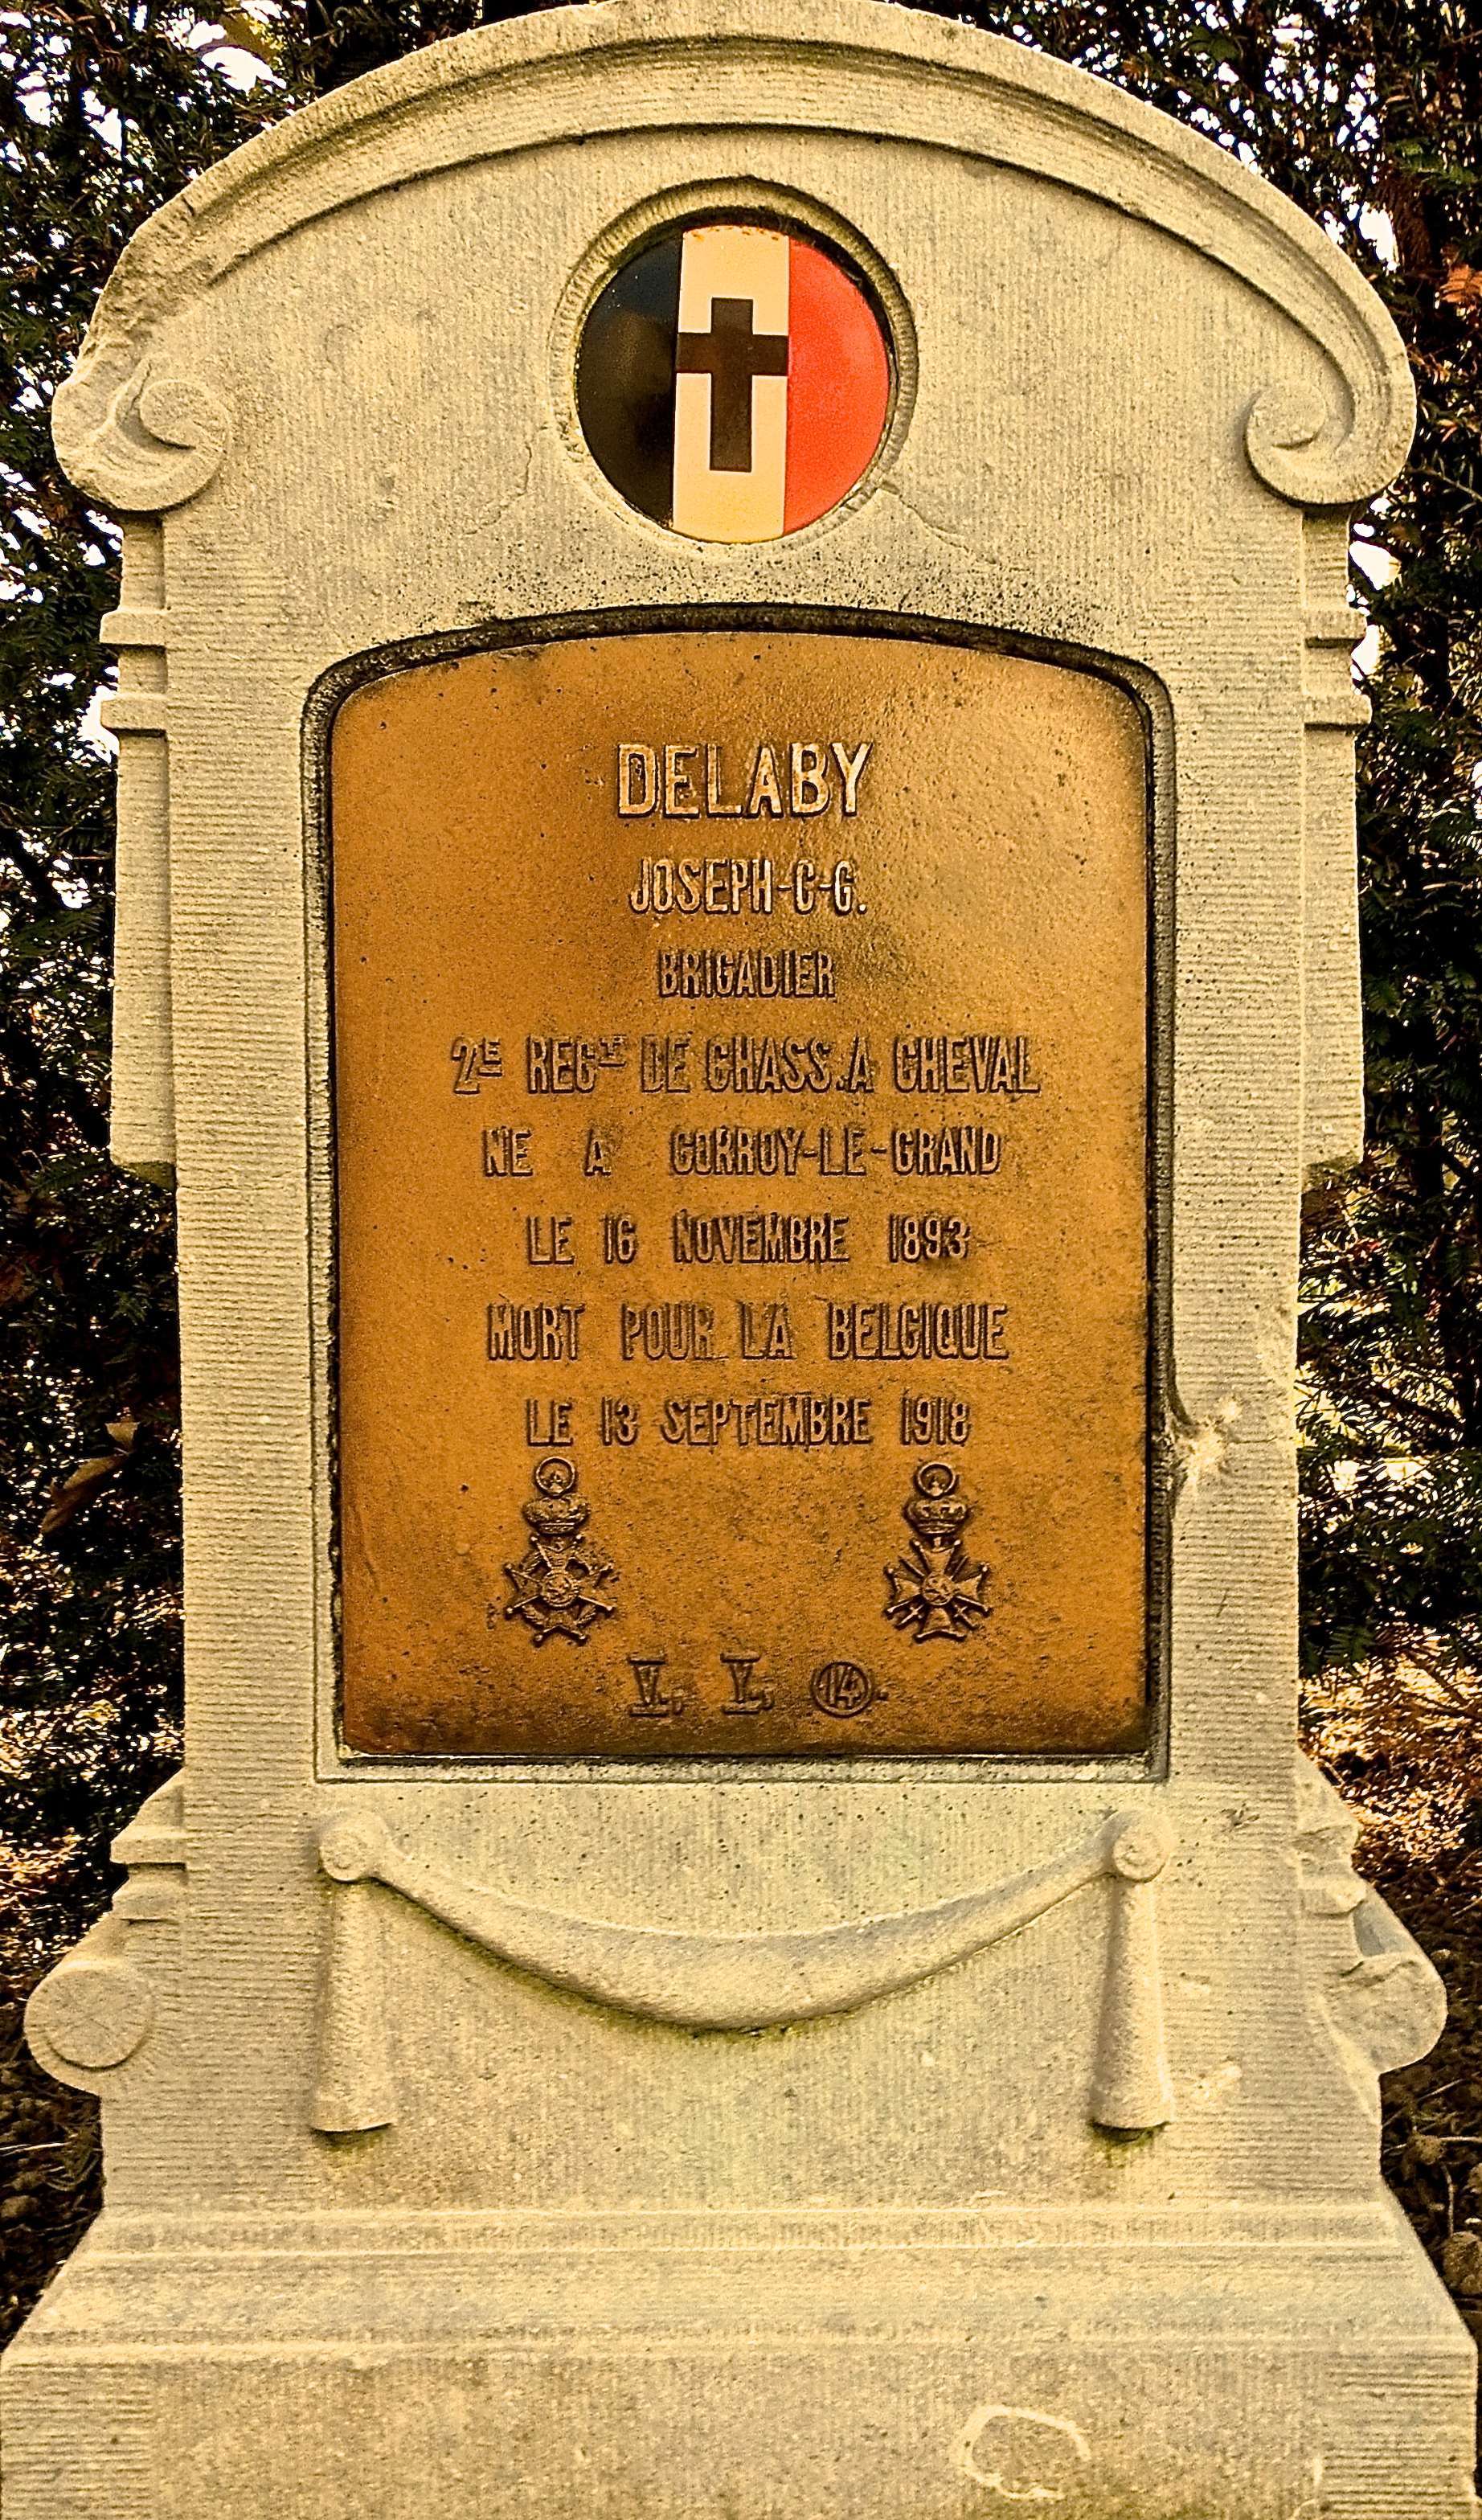 DELABY
JOSEPH-C-G.
BRIGADIER
2E REGT DE CHASS. A CHEVAL
NE A CORROY-LE-GRAND
LE 16 NOVEMBRE 1893
MORT POUR LA BELGIQUE
LE 13 SEPTEMBRE 1918
V. I. 14.